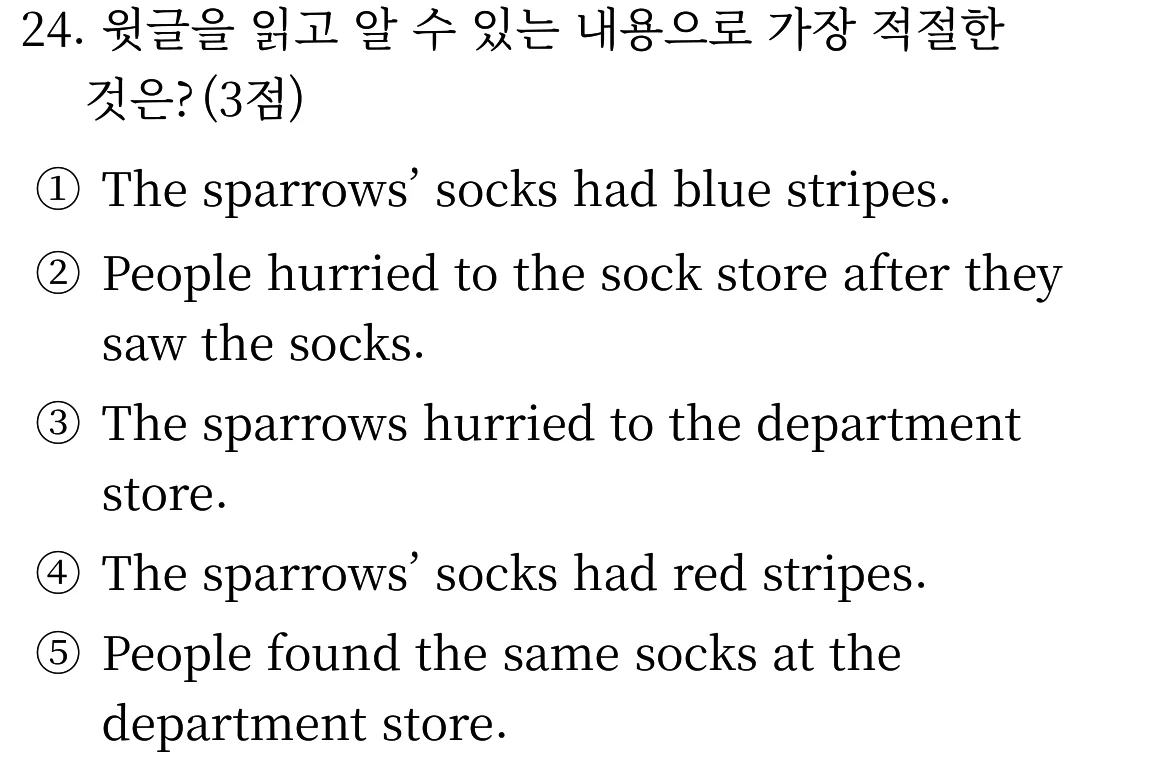 24. 윗글을 읽고 알 수 있는 내용으로 가장 적절한
것은? (3점)
① The sparrows’ socks had blue stripes.
② People hurried to the sock store after they
saw the socks.
③ The sparrows hurried to the department
store.
④ The sparrows’ socks had red stripes.
⑤ People found the same socks at the
department store.